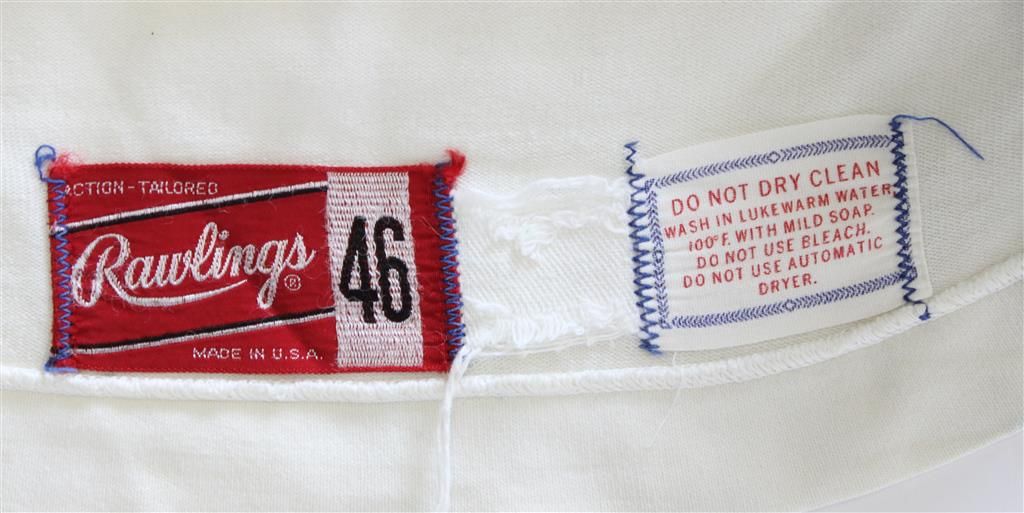 ACTION-TAILORED
Rawlings®
46
MADE IN U.S.A.
DO NOT DRY CLEAN
WASH IN LUKEWARM WATER
100°F. WITH MILD SOAP.
DO NOT USE BLEACH.
DO NOT USE AUTOMATIC
DRYER.